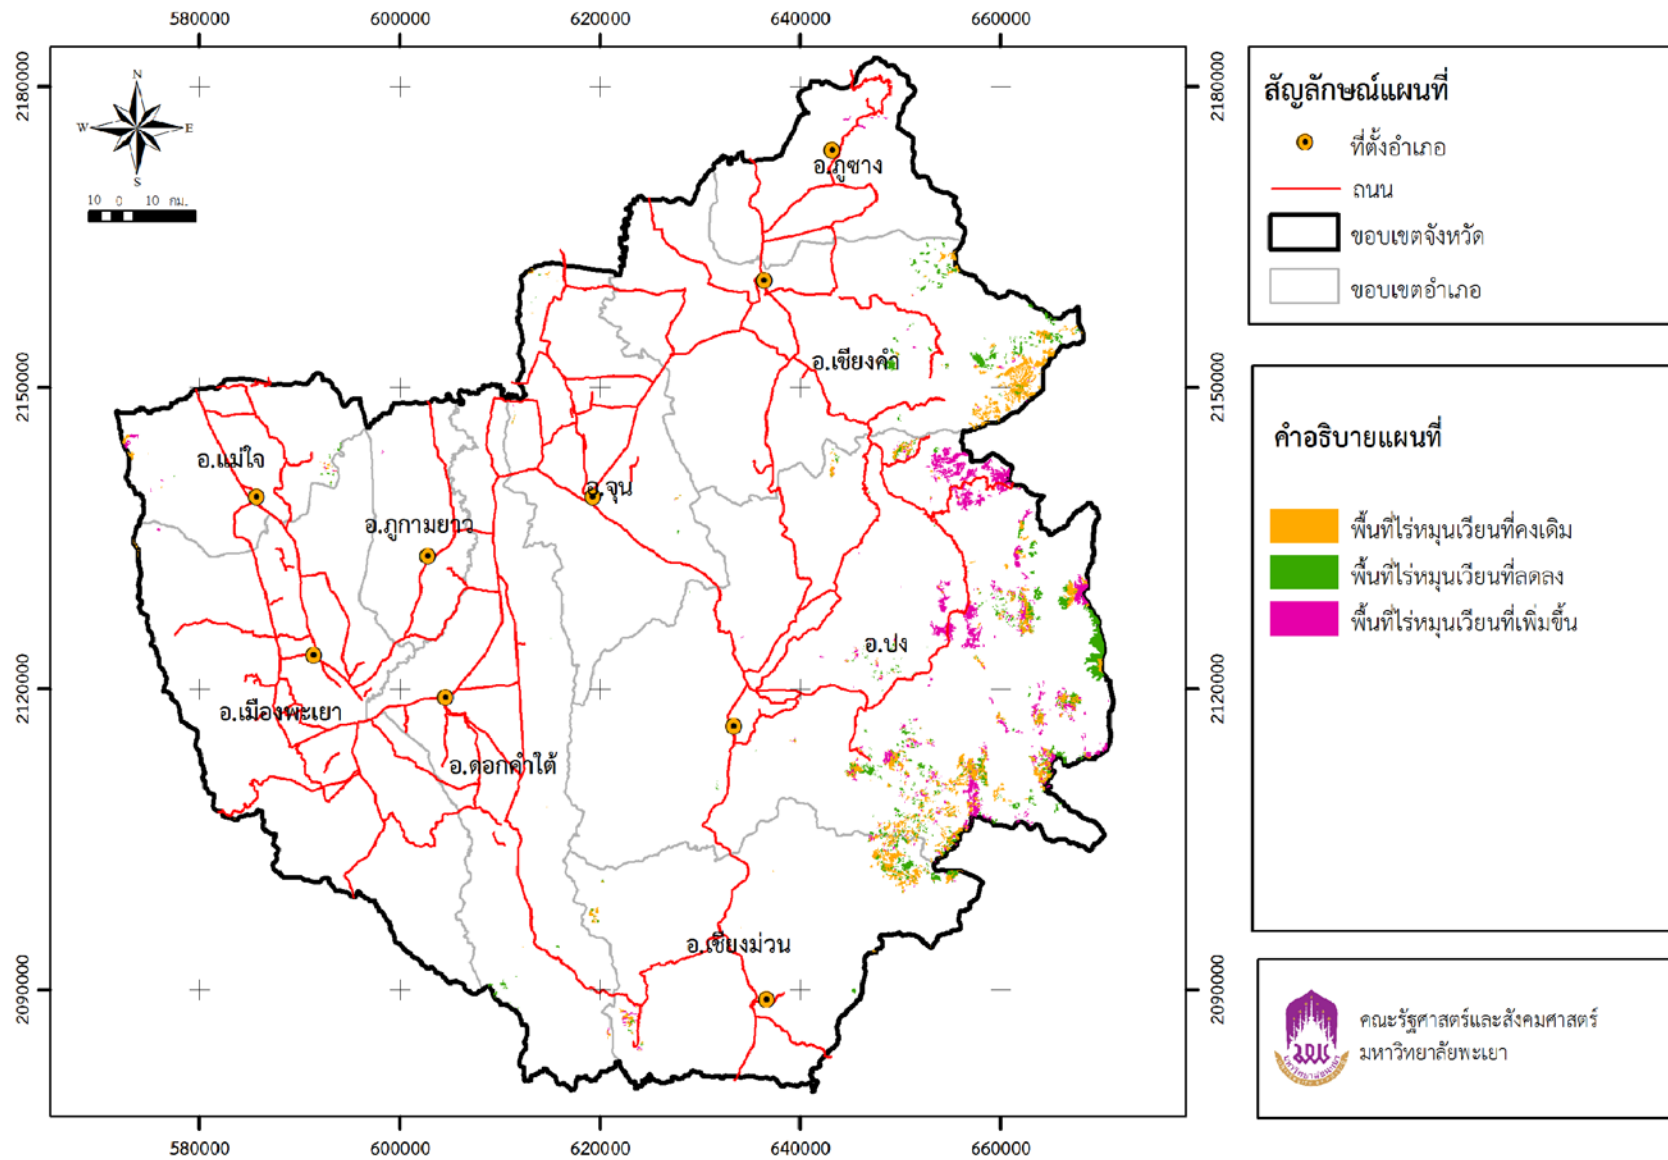 580000 600000 620000 640000 660000
2180000 2180000
2150000 2150000
2120000 2120000
2090000 2090000
N
W E
S
10 0 10 กม.
อ.ภูซาง
อ.เชียงคำ
อ.แม่ใจ
อ.จุน
อ.ภูกามยาว
อ.ปง
อ.เมืองพะเยา
อ.ดอกคำใต้
อ.เชียงม่วน
580000 600000 620000 640000 660000
สัญลักษณ์แผนที่
ที่ตั้งอำเภอ
ถนน
ขอบเขตจังหวัด
ขอบเขตอำเภอ
คำอธิบายแผนที่
พื้นที่ไร่หมุนเวียนที่คงเดิม
พื้นที่ไร่หมุนเวียนที่ลดลง
พื้นที่ไร่หมุนเวียนที่เพิ่มขึ้น
คณะรัฐศาสตร์และสังคมศาสตร์
มหาวิทยาลัยพะเยา